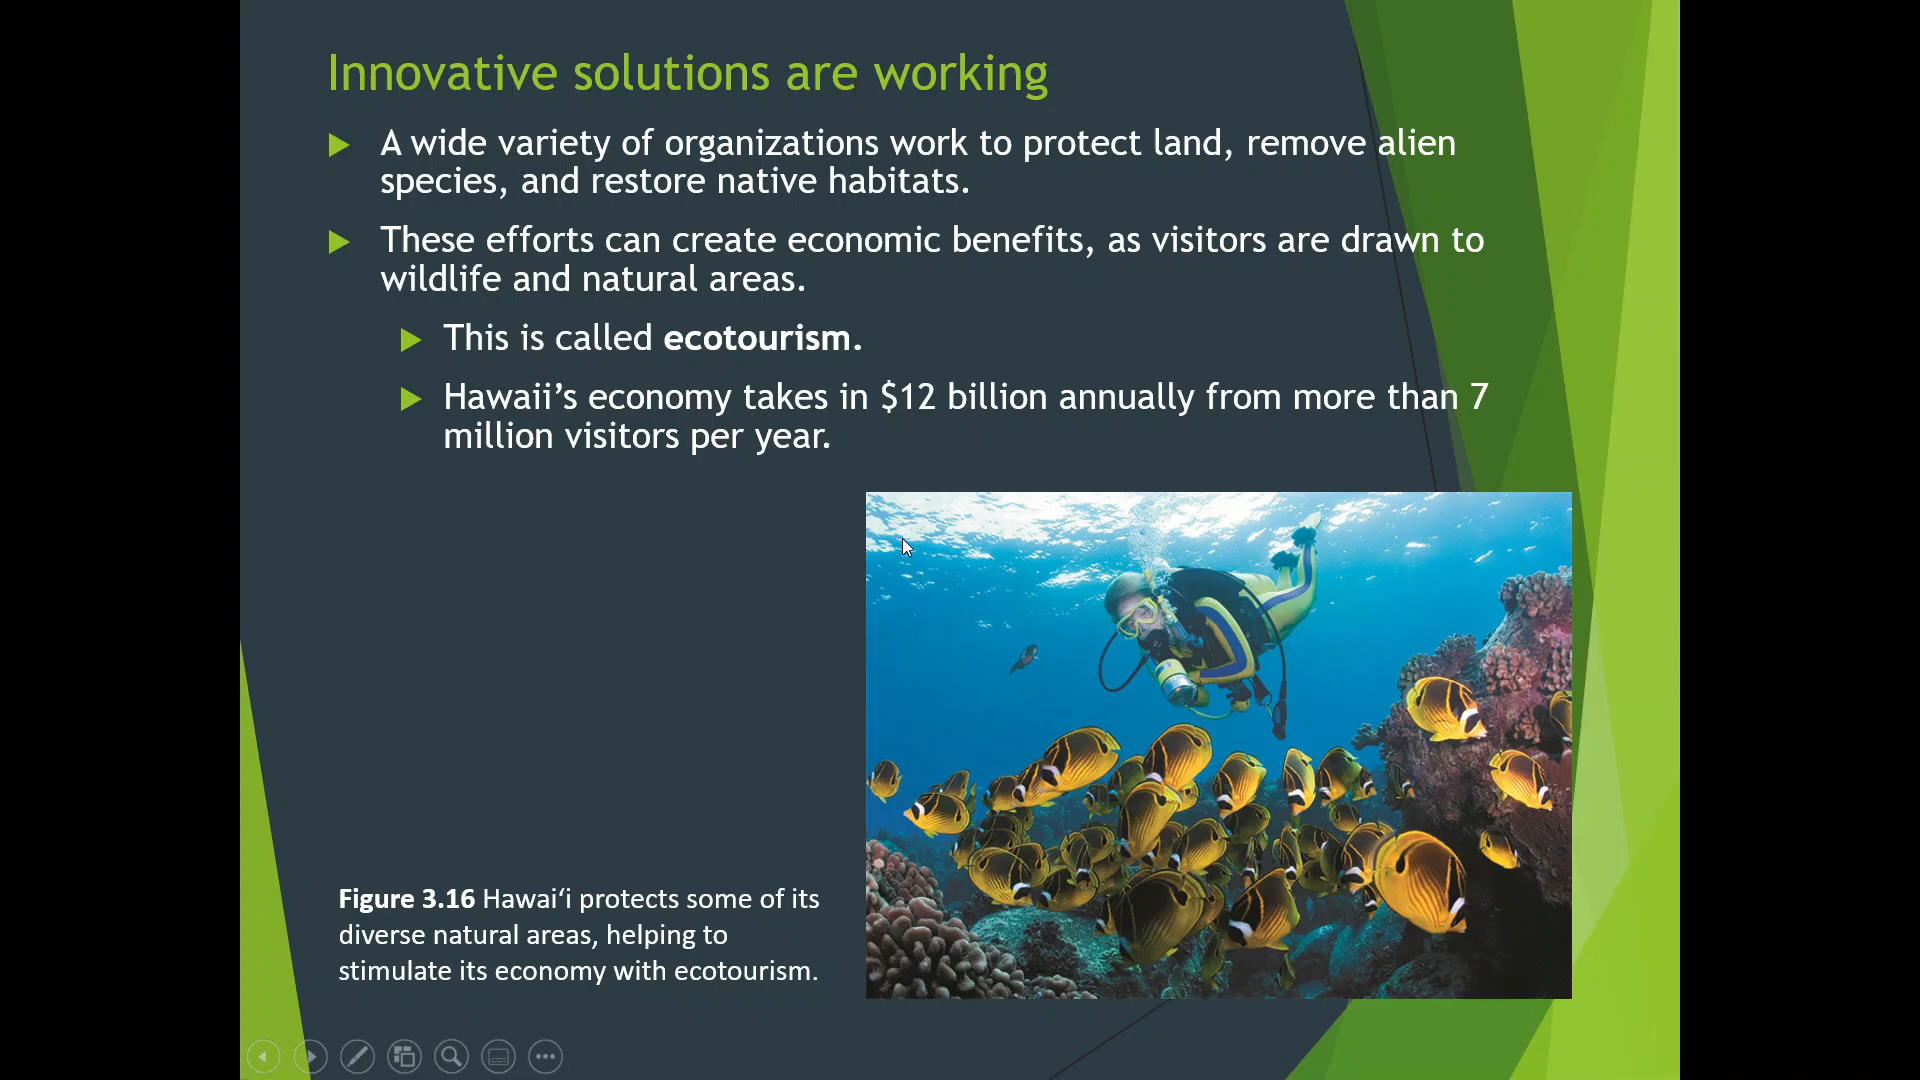 Innovative solutions are working
A wide variety of organizations work to protect land, remove alien
species, and restore native habitats.
These efforts can create economic benefits, as visitors are drawn to
wildlife and natural areas.
This is called ecotourism.
Hawaii’s economy takes in $12 billion annually from more than 7
million visitors per year.
Figure 3.16 Hawai‘i protects some of its
diverse natural areas, helping to
stimulate its economy with ecotourism.